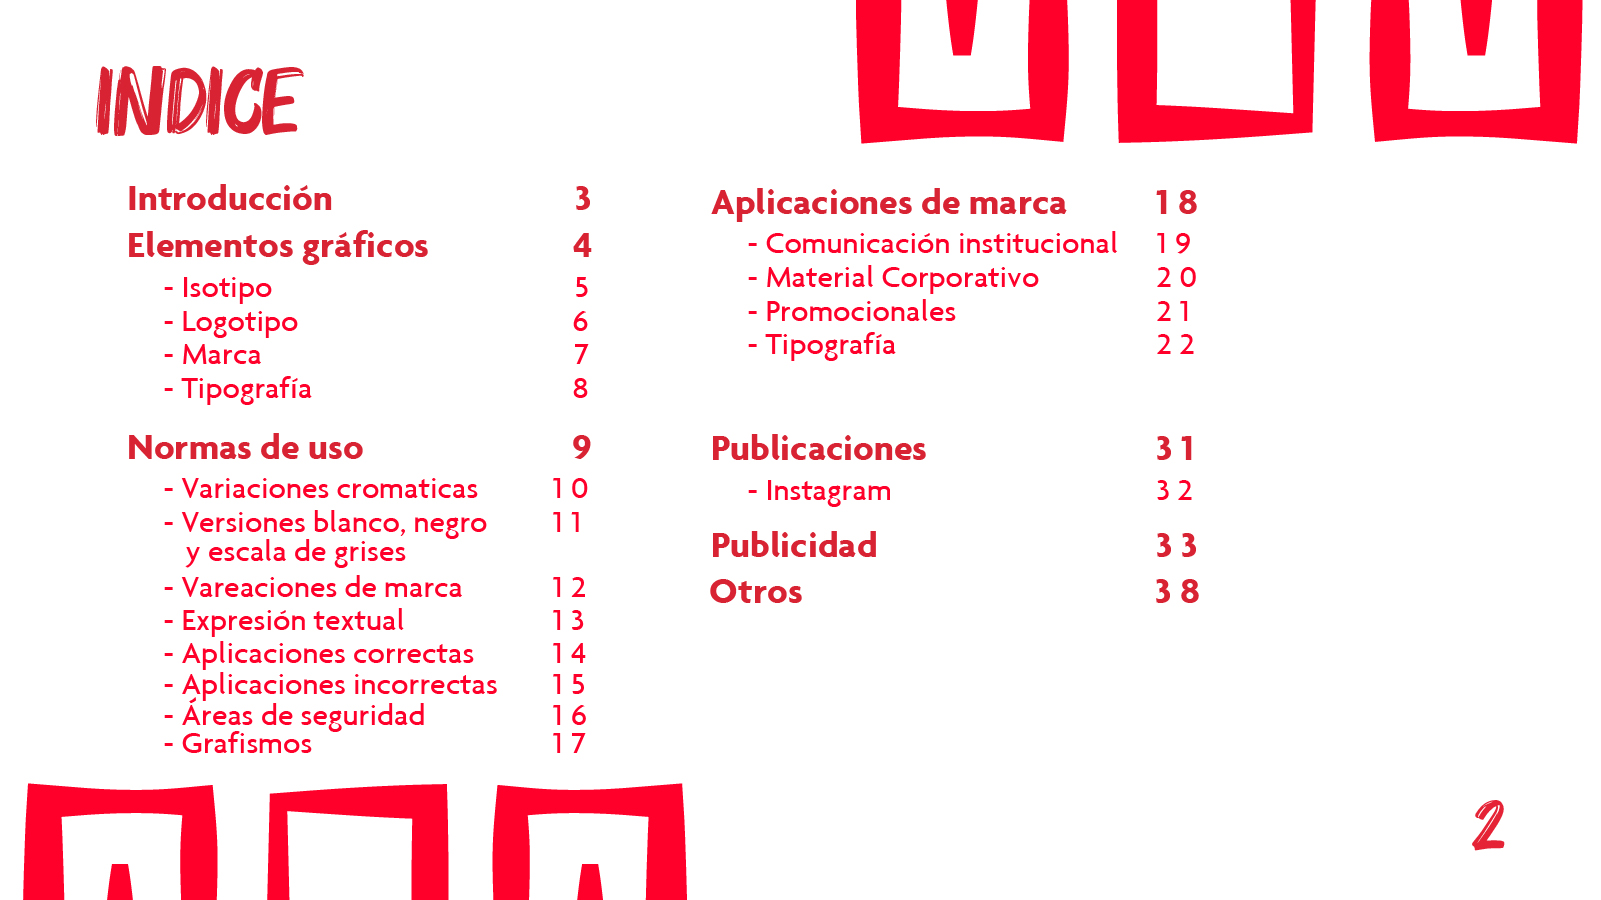 INDICE
Introducción 3
Elementos gráficos 4
- Isotipo 5
- Logotipo 6
- Marca 7
- Tipografía 8
Normas de uso 9
- Variaciones cromaticas 10
- Versiones blanco, negro 11
y escala de grises
- Vareaciones de marca 12
- Expresión textual 13
- Aplicaciones correctas 14
- Aplicaciones incorrectas 15
- Áreas de seguridad 16
- Grafismos 17
Aplicaciones de marca 18
- Comunicación institucional 19
- Material Corporativo 20
- Promocionales 21
- Tipografía 22
Publicaciones 31
- Instagram 32
Publicidad 33
Otros 38
2